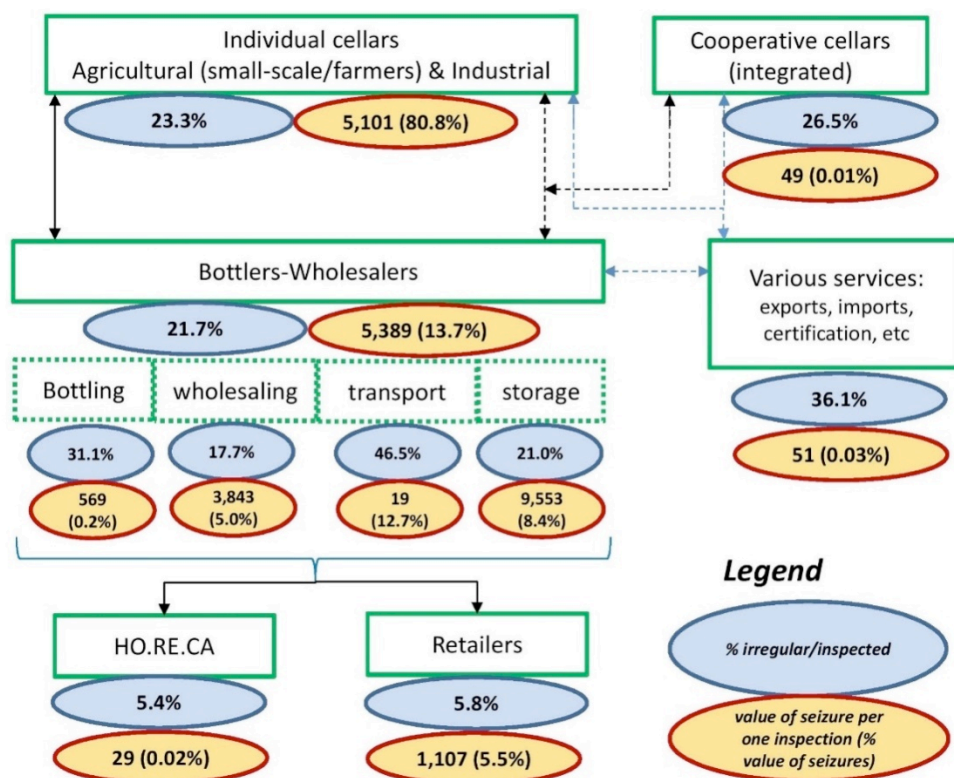 Individual cellars
Agricultural (small-scale/farmers) & Industrial
23.3%
5,101 (80.8%)
Cooperative cellars
(integrated)
26.5%
49 (0.01%)
Bottlers-Wholesalers
21.7%
5,389 (13.7%)
Various services:
exports, imports,
certification, etc
36.1%
51 (0.03%)
Bottling
wholesaling
transport
storage
31.1%
17.7%
46.5%
21.0%
569
(0.2%)
3,843
(5.0%)
19
(12.7%)
9,553
(8.4%)
HO.RE.CA
5.4%
29 (0.02%)
Retailers
5.8%
1,107 (5.5%)
Legend
% irregular/inspected
value of seizure per
one inspection (%
value of seizures)